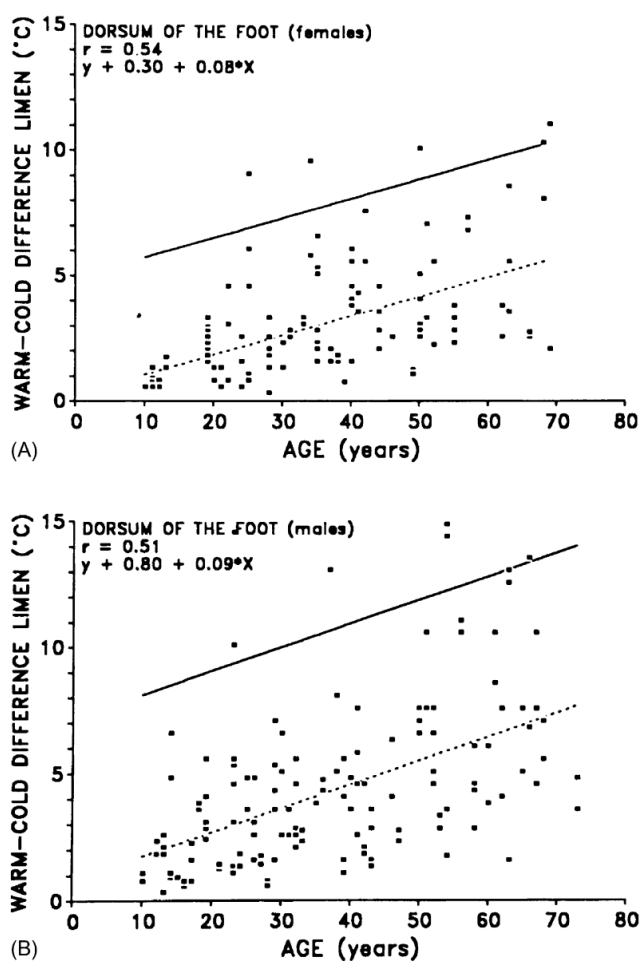 DORSUM OF THE FOOT (females)
r = 0.54
y + 0.30 + 0.08*X
WARM-COLD DIFFERENCE LIMEN (°C)
15
10
5
0
0 10 20 30 40 50 60 70 80
AGE (years)
(A)
DORSUM OF THE FOOT (males)
r = 0.51
y + 0.80 + 0.09*X
WARM-COLD DIFFERENCE LIMEN (°C)
15
10
5
0
0 10 20 30 40 50 60 70 80
AGE (years)
(B)